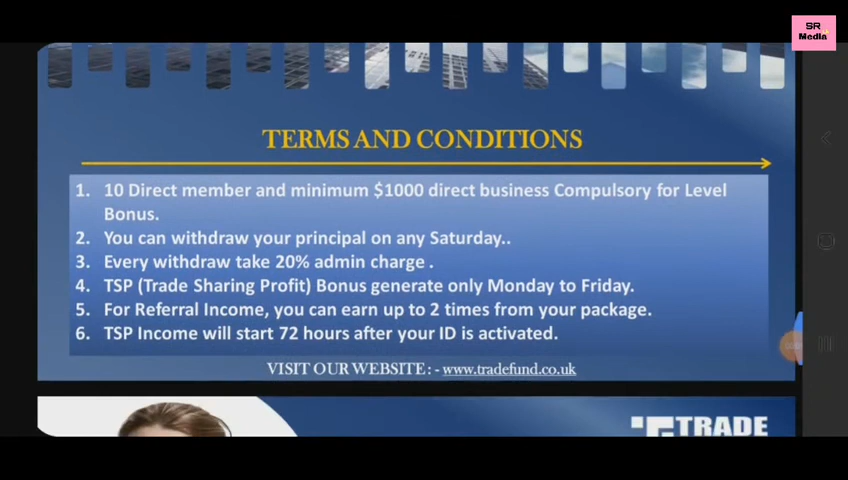 SR
Media
TERMS AND CONDITIONS
1. 10 Direct member and minimum $1000 direct business Compulsory for Level
Bonus.
2. You can withdraw your principal on any Saturday..
3. Every withdraw take 20% admin charge .
4. TSP (Trade Sharing Profit) Bonus generate only Monday to Friday.
5. For Referral Income, you can earn up to 2 times from your package.
6. TSP Income will start 72 hours after your ID is activated.
VISIT OUR WEBSITE : - www.tradefund.co.uk
TRADE